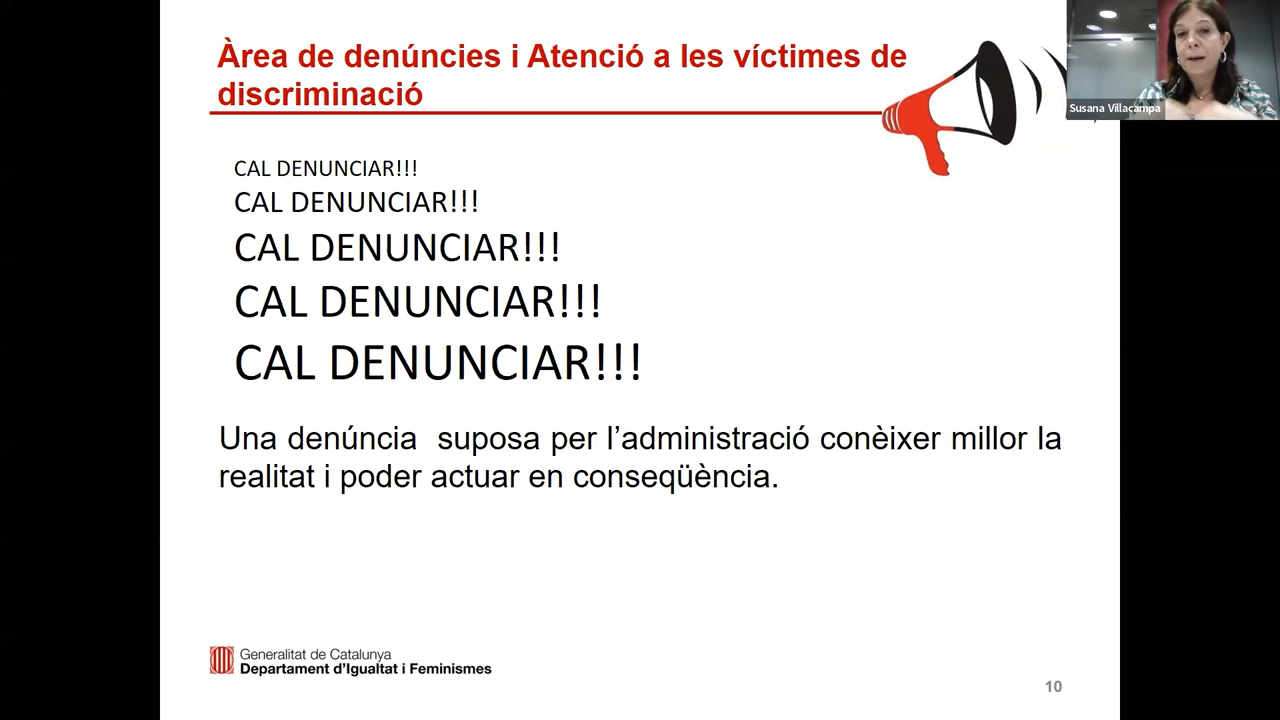 Àrea de denúncies i Atenció a les víctimes de
discriminació
Susana Villacampa
CAL DENUNCIAR!!!
CAL DENUNCIAR!!!
CAL DENUNCIAR!!!
CAL DENUNCIAR!!!
CAL DENUNCIAR!!!
Una denúncia  suposa per l’administració conèixer millor la
realitat i poder actuar en conseqüència.
Generalitat de Catalunya
Departament d’Igualtat i Feminismes
10